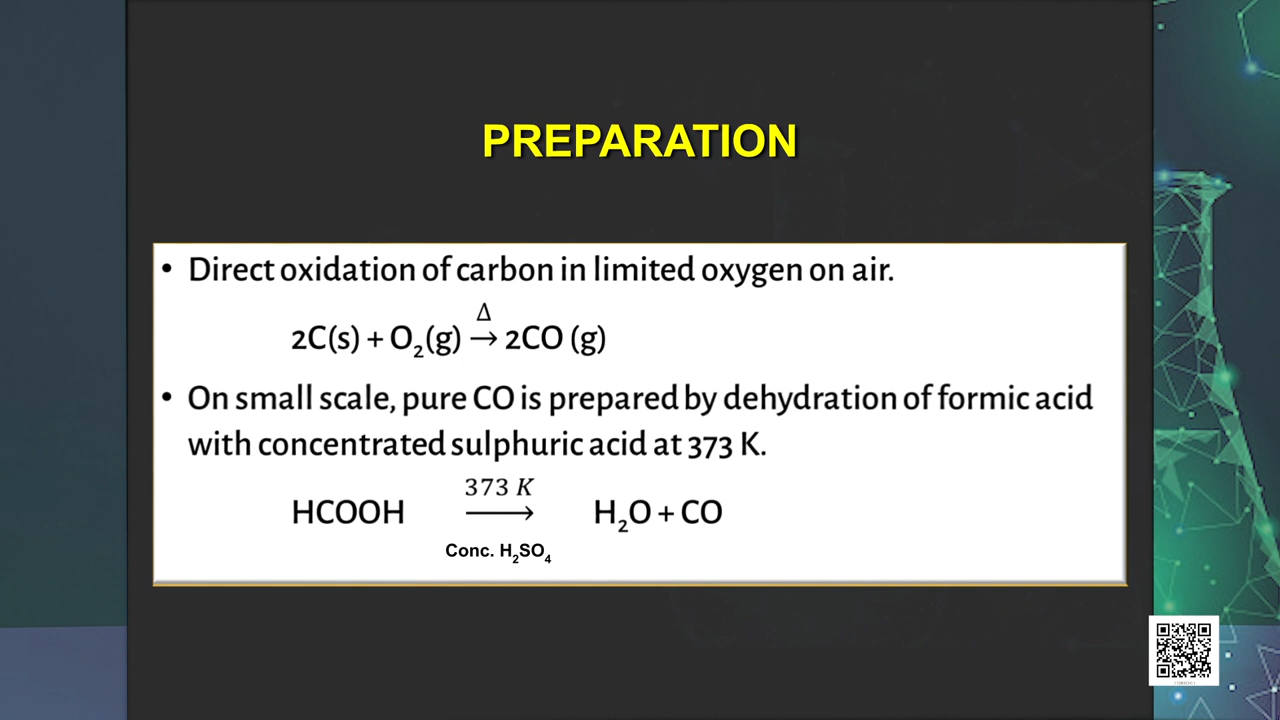 PREPARATION
• Direct oxidation of carbon in limited oxygen on air.
2C(s) + O₂(g) →^Δ 2CO (g)
• On small scale, pure CO is prepared by dehydration of formic acid
with concentrated sulphuric acid at 373 K.
373 K
HCOOH ⟶ H₂O + CO
Conc. H₂SO₄